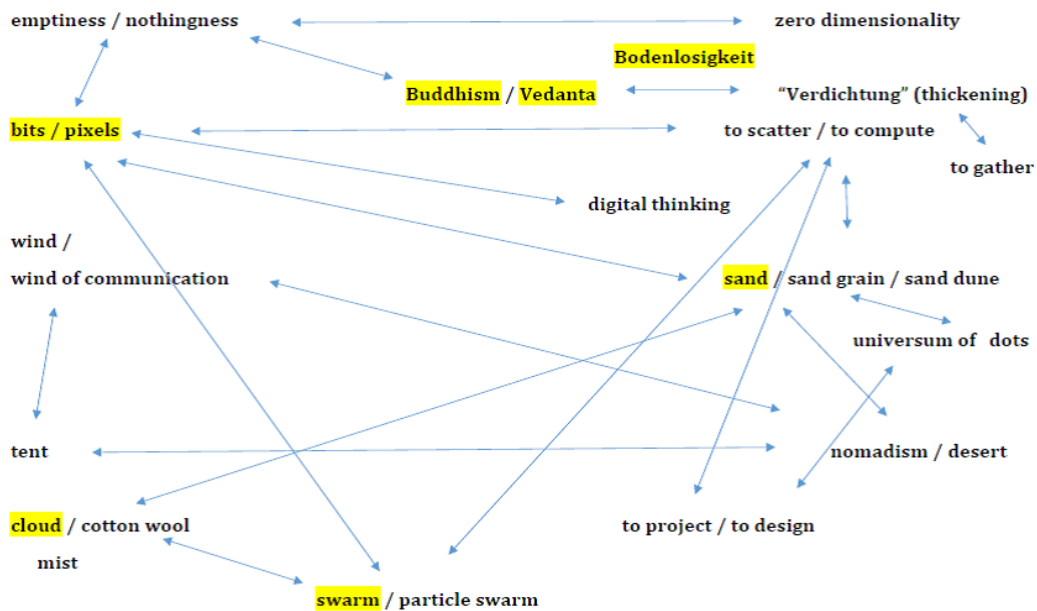 emptiness / nothingness
zero dimensionality
Bodenlosigkeit
Buddhism / Vedanta
“Verdichtung” (thickening)
bits / pixels
to scatter / to compute
to gather
digital thinking
wind /
wind of communication
sand / sand grain / sand dune
universum of dots
tent
nomadism / desert
cloud / cotton wool
to project / to design
mist
swarm / particle swarm